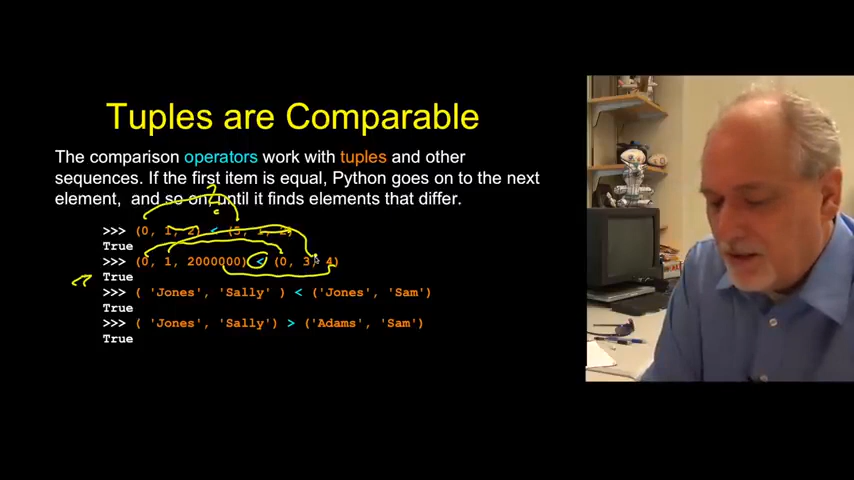 Tuples are Comparable
The comparison operators work with tuples and other
sequences. If the first item is equal, Python goes on to the next
element, and so on, until it finds elements that differ.
>>> (0, 1, 2) < (5, 1, 2)
True
>>> (0, 1, 2000000) < (0, 3, 4)
True
>>> ( 'Jones', 'Sally' ) < ('Jones', 'Sam')
True
>>> ( 'Jones', 'Sally') > ('Adams', 'Sam')
True